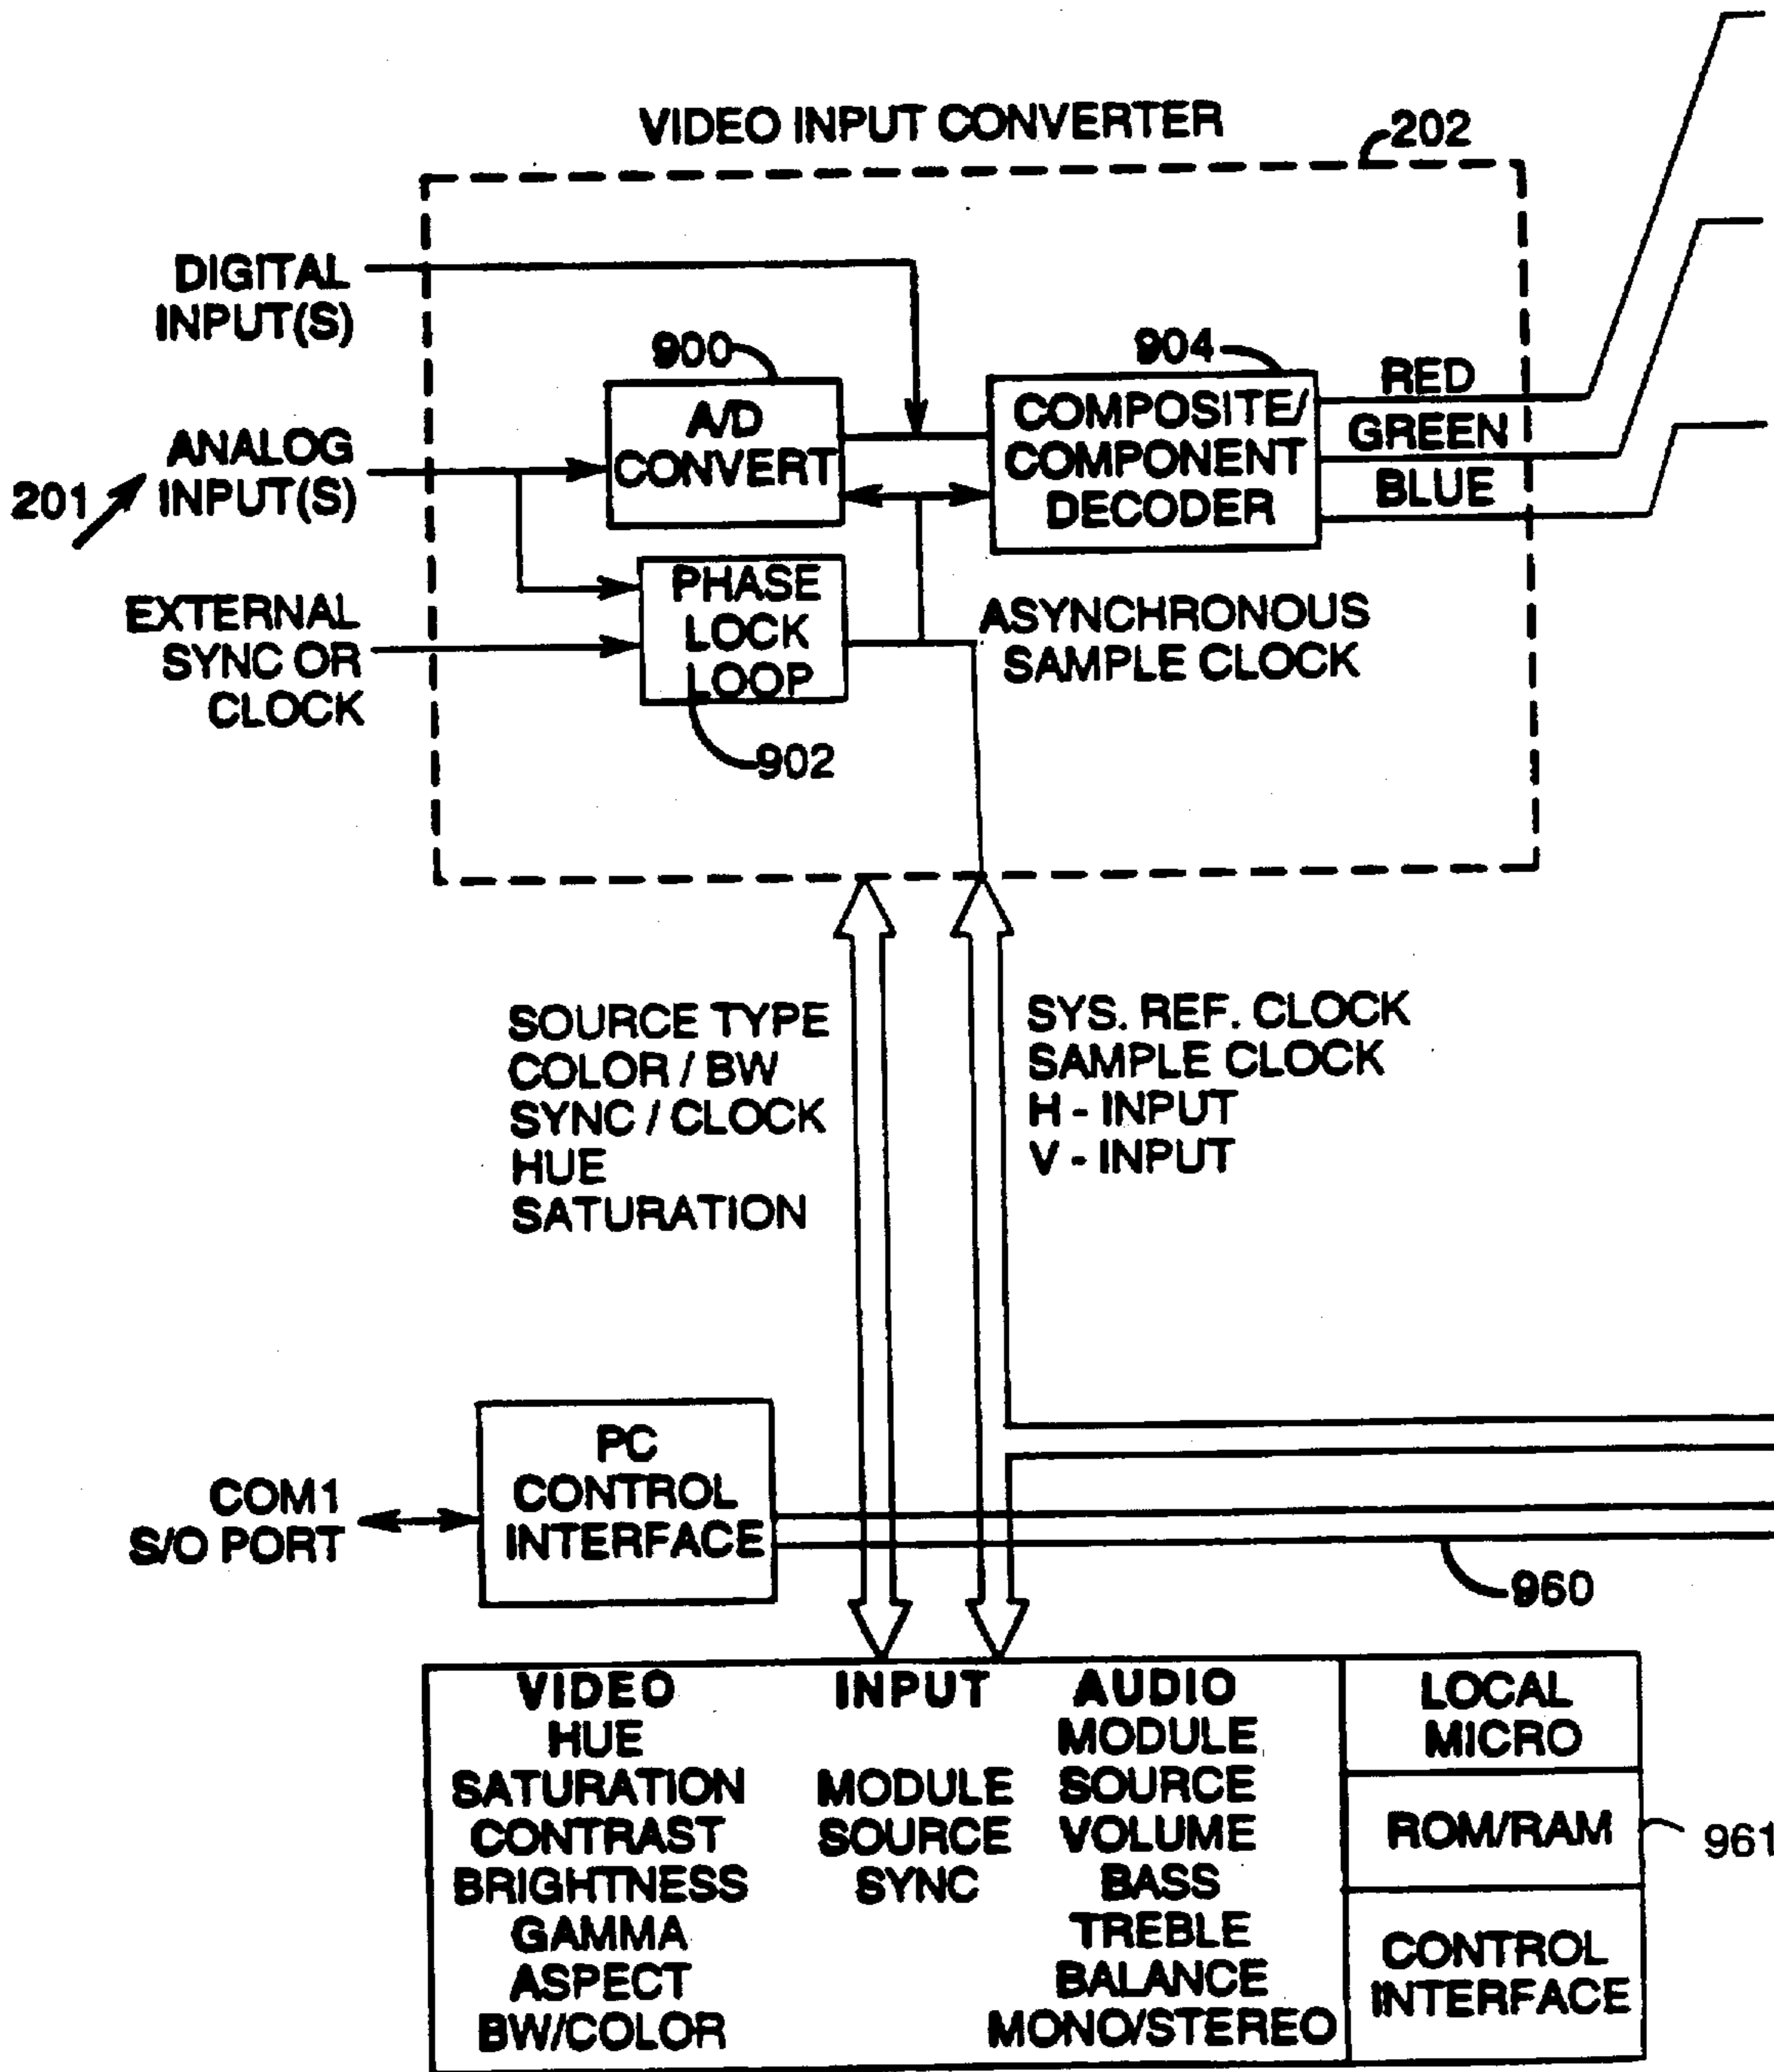 VIDEO INPUT CONVERTER
202
DIGITAL
INPUT(S)
900
A/D
CONVERT
904
COMPOSITE/
COMPONENT
DECODER
RED
GREEN
BLUE
201
ANALOG
INPUT(S)
EXTERNAL
SYNC OR
CLOCK
PHASE
LOCK
LOOP
902
ASYNCHRONOUS
SAMPLE CLOCK
SOURCE TYPE
COLOR / BW
SYNC / CLOCK
HUE
SATURATION
SYS. REF. CLOCK
SAMPLE CLOCK
H - INPUT
V - INPUT
COM1
S/O PORT
PC
CONTROL
INTERFACE
960
VIDEO
HUE
SATURATION
CONTRAST
BRIGHTNESS
GAMMA
ASPECT
BW/COLOR
INPUT
MODULE
SOURCE
SYNC
AUDIO
MODULE
SOURCE
VOLUME
BASS
TREBLE
BALANCE
MONO/STEREO
LOCAL
MICRO
ROM/RAM
961
CONTROL
INTERFACE